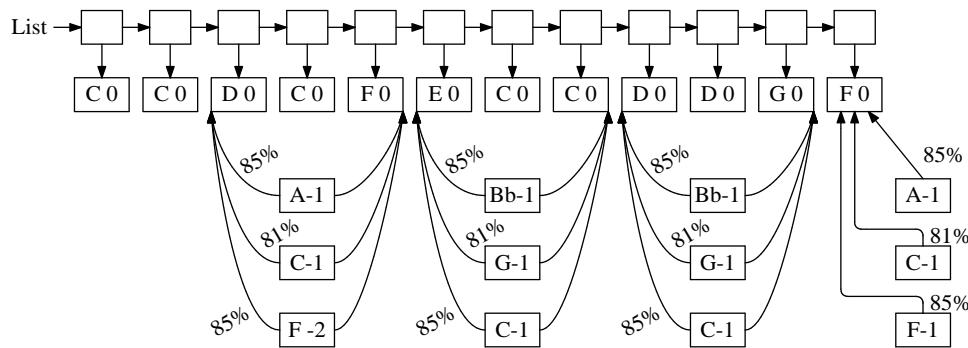 List
C 0 C 0 D 0 C 0 F 0 E 0 C 0 C 0 D 0 D 0 G 0 F 0
85% 85% 85% 85%
A-1 Bb-1 Bb-1 A-1
81% 81% 81% 81%
C-1 G-1 G-1 C-1
85% 85% 85% 85%
F -2 C-1 C-1 F-1